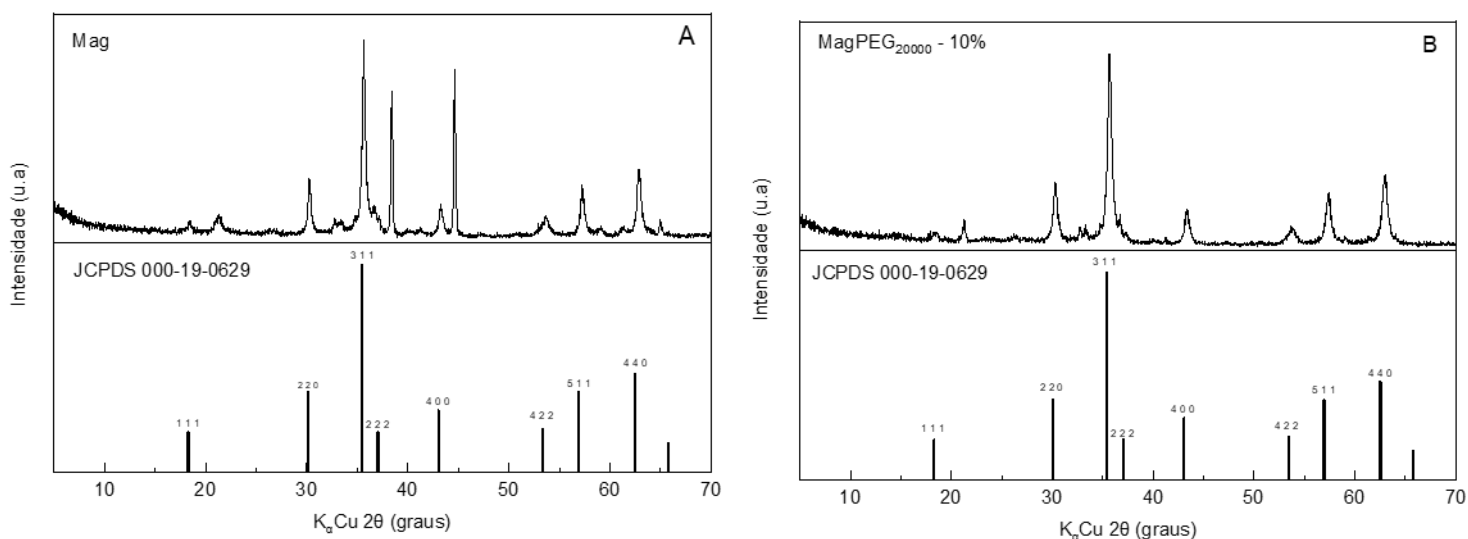 Mag
A
Intensidade (u.a)
JCPDS 000-19-0629
1 1 1
2 2 0
3 1 1
2 2 2
4 0 0
4 2 2
5 1 1
4 4 0
10 20 30 40 50 60 70
KαCu 2θ (graus)
MagPEG20000 - 10%
B
Intensidade (u.a)
JCPDS 000-19-0629
1 1 1
2 2 0
3 1 1
2 2 2
4 0 0
4 2 2
5 1 1
4 4 0
10 20 30 40 50 60 70
KαCu 2θ (graus)